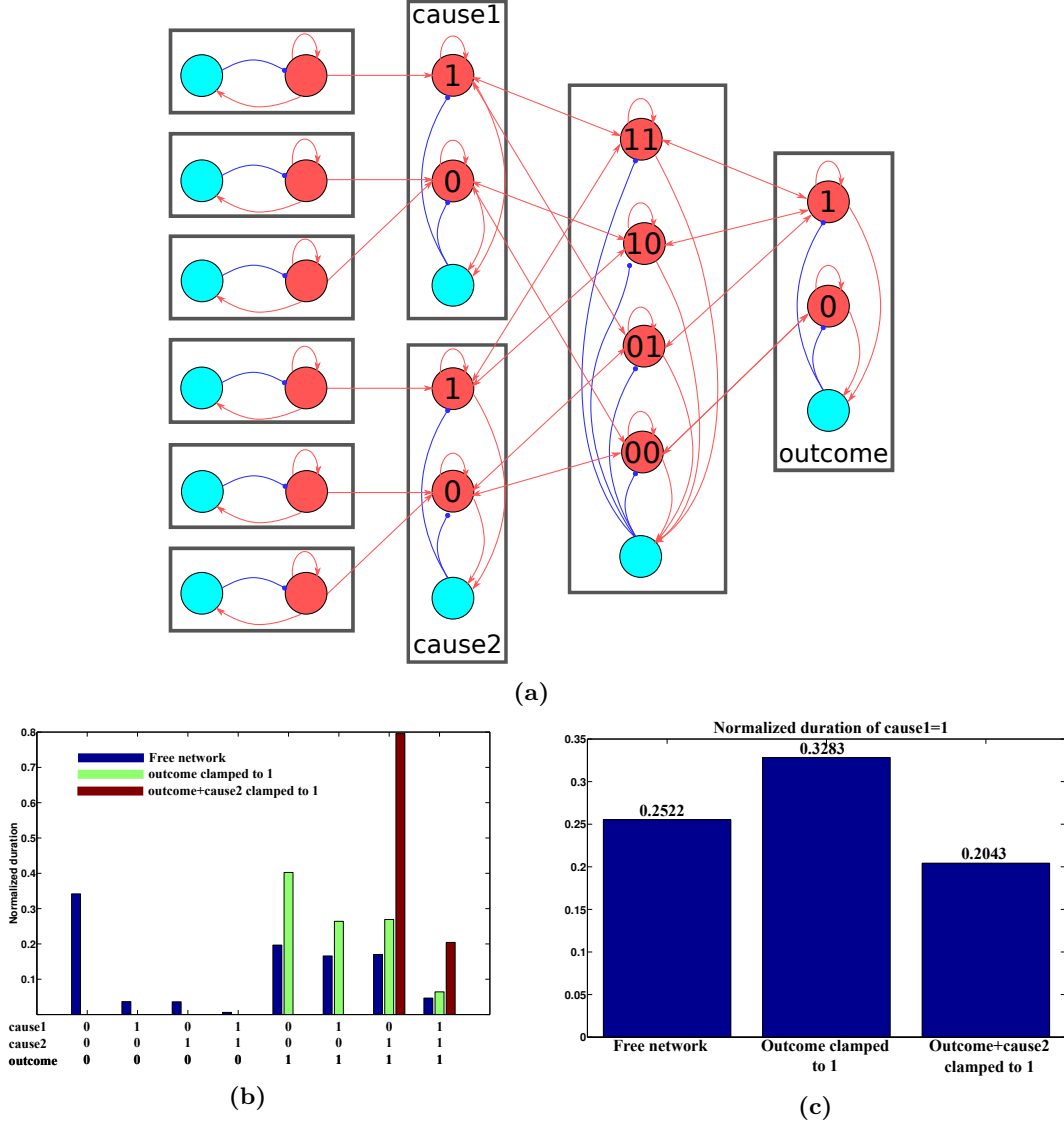 cause1
1
0
1
0
cause2
11
10
01
00
1
0
outcome
(a)
0.8
0.7
0.6
0.5
0.4
0.3
0.2
0.1
Normalized duration
Free network
outcome clamped to 1
outcome+cause2 clamped to 1
cause1 0 1 0 1 0 1 0 1
cause2 0 0 1 1 0 0 1 1
outcome 0 0 0 0 1 1 1 1
(b)
Normalized duration of cause1=1
0.35
0.3
0.25
0.2
0.15
0.1
0.05
0
0.2522
0.3283
0.2043
Free network
Outcome clamped
to 1
Outcome+cause2
clamped to 1
(c)